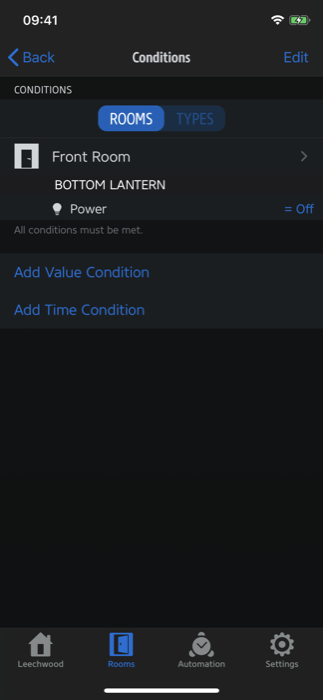 09:41
Back
Conditions
Edit
CONDITIONS
ROOMS
TYPES
Front Room
BOTTOM LANTERN
Power
= Off
All conditions must be met.
Add Value Condition
Add Time Condition
Leechwood
Rooms
Automation
Settings